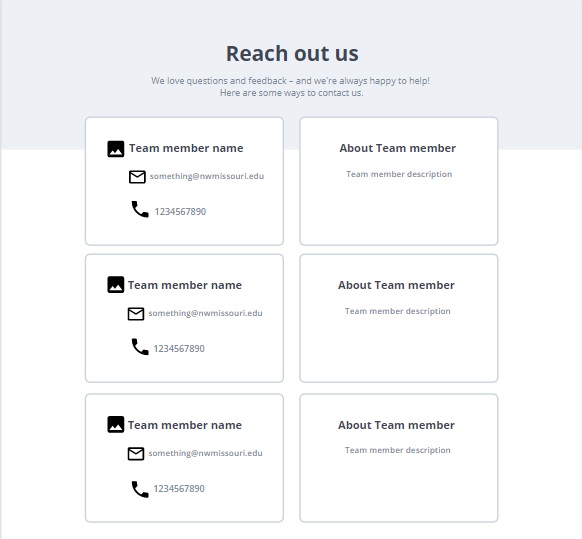 Reach out us
We love questions and feedback – and we're always happy to help!
Here are some ways to contact us.
Team member name
something@nwmissouri.edu
1234567890
About Team member
Team member description
Team member name
something@nwmissouri.edu
1234567890
About Team member
Team member description
Team member name
something@nwmissouri.edu
1234567890
About Team member
Team member description